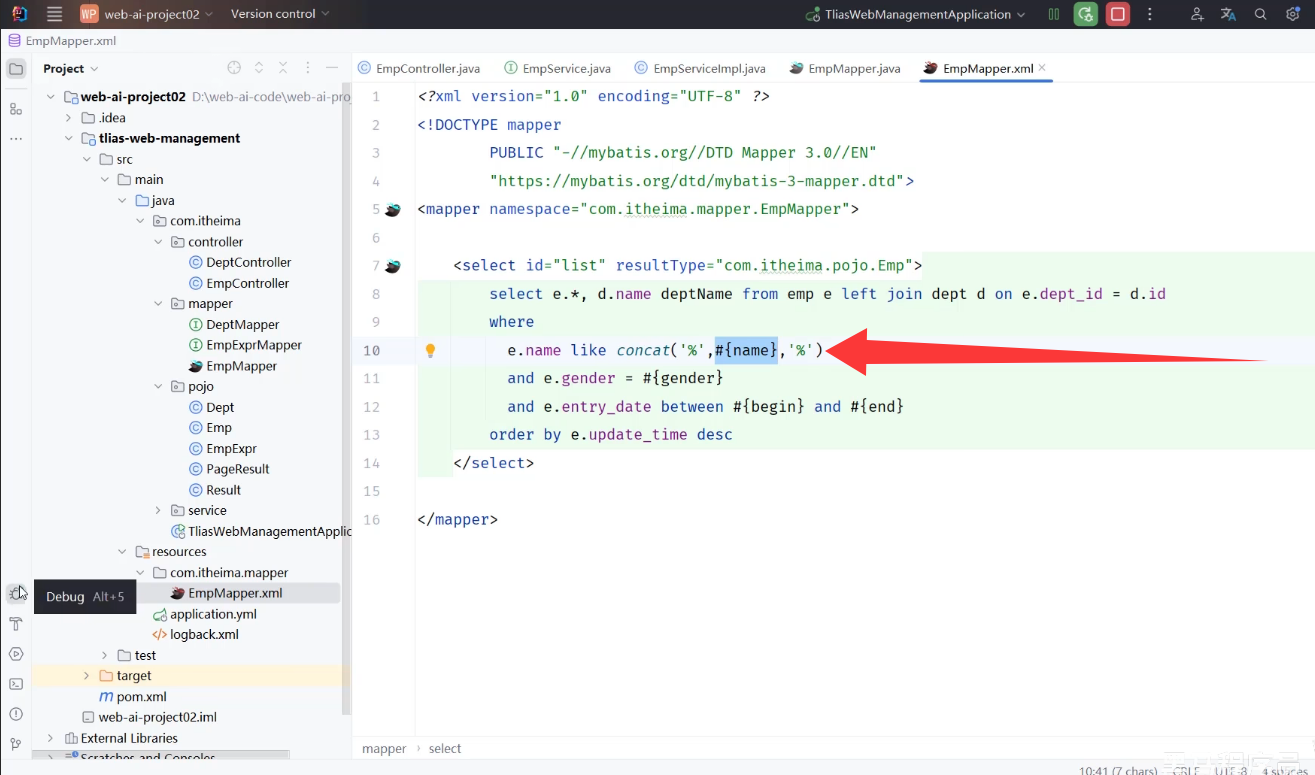 WP web-ai-project02 Version control TliasWebManagementApplication
EmpMapper.xml
Project
EmpController.java EmpService.java EmpServiceImpl.java EmpMapper.java EmpMapper.xml
web-ai-project02 D:\web-ai-code\web-ai-pro
.idea
tlias-web-management
src
main
java
com.itheima
controller
DeptController
EmpController
mapper
DeptMapper
EmpExprMapper
EmpMapper
pojo
Dept
Emp
EmpExpr
PageResult
Result
service
TliasWebManagementApplic
resources
com.itheima.mapper
EmpMapper.xml
application.yml
logback.xml
test
target
pom.xml
web-ai-project02.iml
External Libraries
Scratches and Consoles
Debug Alt+5
1 <?xml version="1.0" encoding="UTF-8" ?>
2 <!DOCTYPE mapper
3 PUBLIC "-//mybatis.org//DTD Mapper 3.0//EN"
4 "https://mybatis.org/dtd/mybatis-3-mapper.dtd">
5 <mapper namespace="com.itheima.mapper.EmpMapper">
6
7 <select id="list" resultType="com.itheima.pojo.Emp">
8 select e.*, d.name deptName from emp e left join dept d on e.dept_id = d.id
9 where
10 e.name like concat('%',#{name},'%')
11 and e.gender = #{gender}
12 and e.entry_date between #{begin} and #{end}
13 order by e.update_time desc
14 </select>
15
16 </mapper>
mapper › select
10:41 (7 chars) CRLF UTF-8 4 spaces